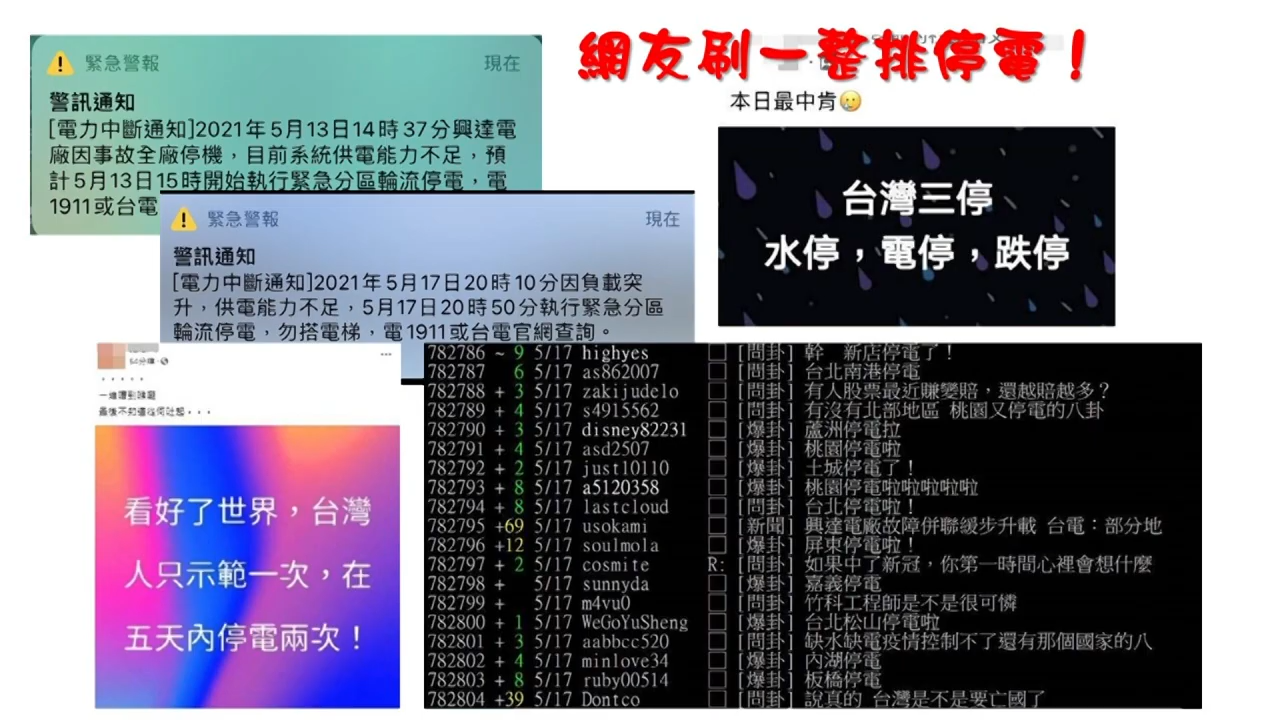 網友刷一整排停電！
緊急警報 現在
警訊通知
[電力中斷通知]2021年5月13日14時37分興達電
廠因事故全廠停機，目前系統供電能力不足，預
計5月13日15時開始執行緊急分區輪流停電，電
1911或台電
緊急警報 現在
警訊通知
[電力中斷通知]2021年5月17日20時10分因負載突
升，供電能力不足，5月17日20時50分執行緊急分區
輪流停電，勿搭電梯，電1911或台電官網查詢。
本日最中肯🥲
台灣三停
水停，電停，跌停
看好了世界，台灣
人只示範一次，在
五天內停電兩次！
782786 ~ 9 5/17 highyes □ [問卦] 幹 新店停電了！
782787 6 5/17 as862007 □ [問卦] 台北南港停電
782788 + 3 5/17 zakijudelo □ [問卦] 有人股票最近賺變賠，還越賠越多？
782789 + 4 5/17 s4915562 □ [問卦] 有沒有北部地區 桃園又停電的八卦
782790 + 3 5/17 disney82231 □ [爆卦] 蘆洲停電拉
782791 + 4 5/17 asd2507 □ [爆卦] 桃園停電啦
782792 + 2 5/17 just10110 □ [爆卦] 土城停電了！
782793 + 8 5/17 a5120358 □ [爆卦] 桃園停電啦啦啦啦啦
782794 + 8 5/17 lastcloud □ [爆卦] 台北停電啦！
782795 +69 5/17 usokami □ [新聞] 興達電廠故障併聯緩步升載 台電：部分地
782796 +12 5/17 soulmola □ [爆卦] 屏東停電啦！
782797 + 2 5/17 cosmite R: [問卦] 如果中了新冠，你第一時間心裡會想什麼
782798 + 5/17 sunnyda □ [爆卦] 嘉義停電
782799 + 5/17 m4vu0 □ [問卦] 竹科工程師是不是很可憐
782800 + 1 5/17 WeGoYuSheng □ [爆卦] 台北松山停電啦
782801 + 3 5/17 aabbcc520 □ [問卦] 缺水缺電疫情控制不了還有那個國家的八
782802 + 4 5/17 minlove34 □ [爆卦] 內湖停電
782803 + 8 5/17 ruby00514 □ [爆卦] 板橋停電
782804 +39 5/17 Dontco □ [問卦] 說真的 台灣是不是要亡國了